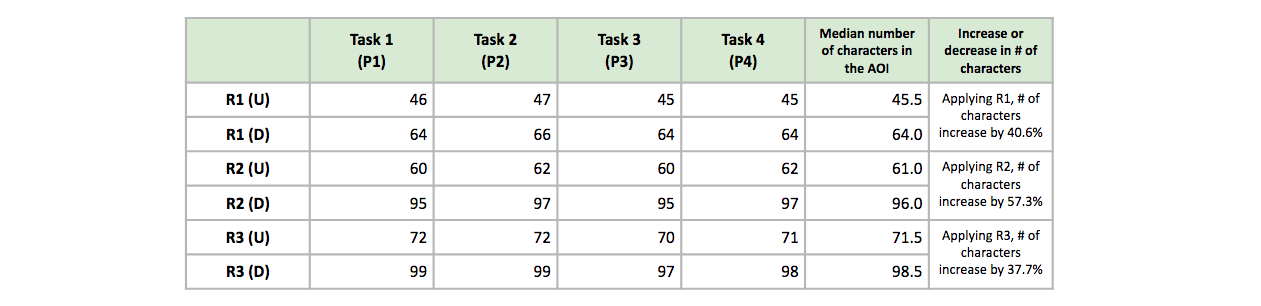 Task 1 (P1) Task 2 (P2) Task 3 (P3) Task 4 (P4) Median number of characters in the AOI Increase or decrease in # of characters
R1 (U) 46 47 45 45 45.5 Applying R1, # of characters increase by 40.6%
R1 (D) 64 66 64 64 64.0
R2 (U) 60 62 60 62 61.0 Applying R2, # of characters increase by 57.3%
R2 (D) 95 97 95 97 96.0
R3 (U) 72 72 70 71 71.5 Applying R3, # of characters increase by 37.7%
R3 (D) 99 99 97 98 98.5